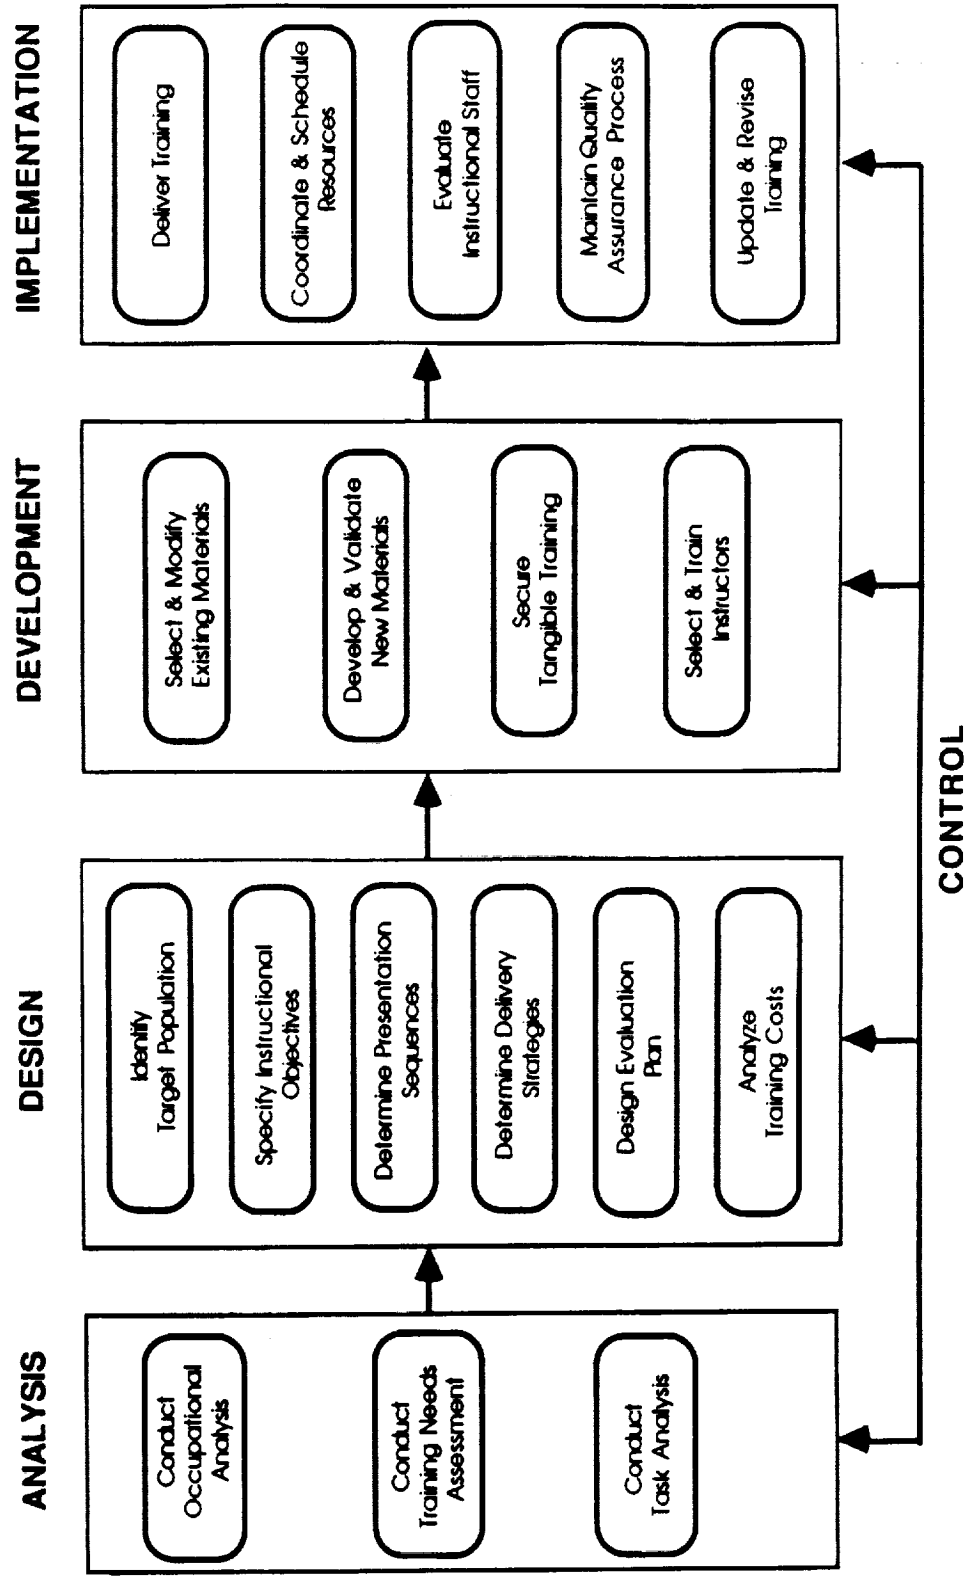 ANALYSIS
Conduct
Occupational
Analysis
Conduct
Training Needs
Assessment
Conduct
Task Analysis
DESIGN
Identify
Target Population
Specify Instructional
Objectives
Determine Presentation
Sequences
Determine Delivery
Strategies
Design Evaluation
Plan
Analyze
Training Costs
DEVELOPMENT
Select & Modify
Existing Materials
Develop & Validate
New Materials
Secure
Tangible Training
Select & Train
Instructors
IMPLEMENTATION
Deliver Training
Coordinate & Schedule
Resources
Evaluate
Instructional Staff
Maintain Quality
Assurance Process
Update & Revise
Training
CONTROL